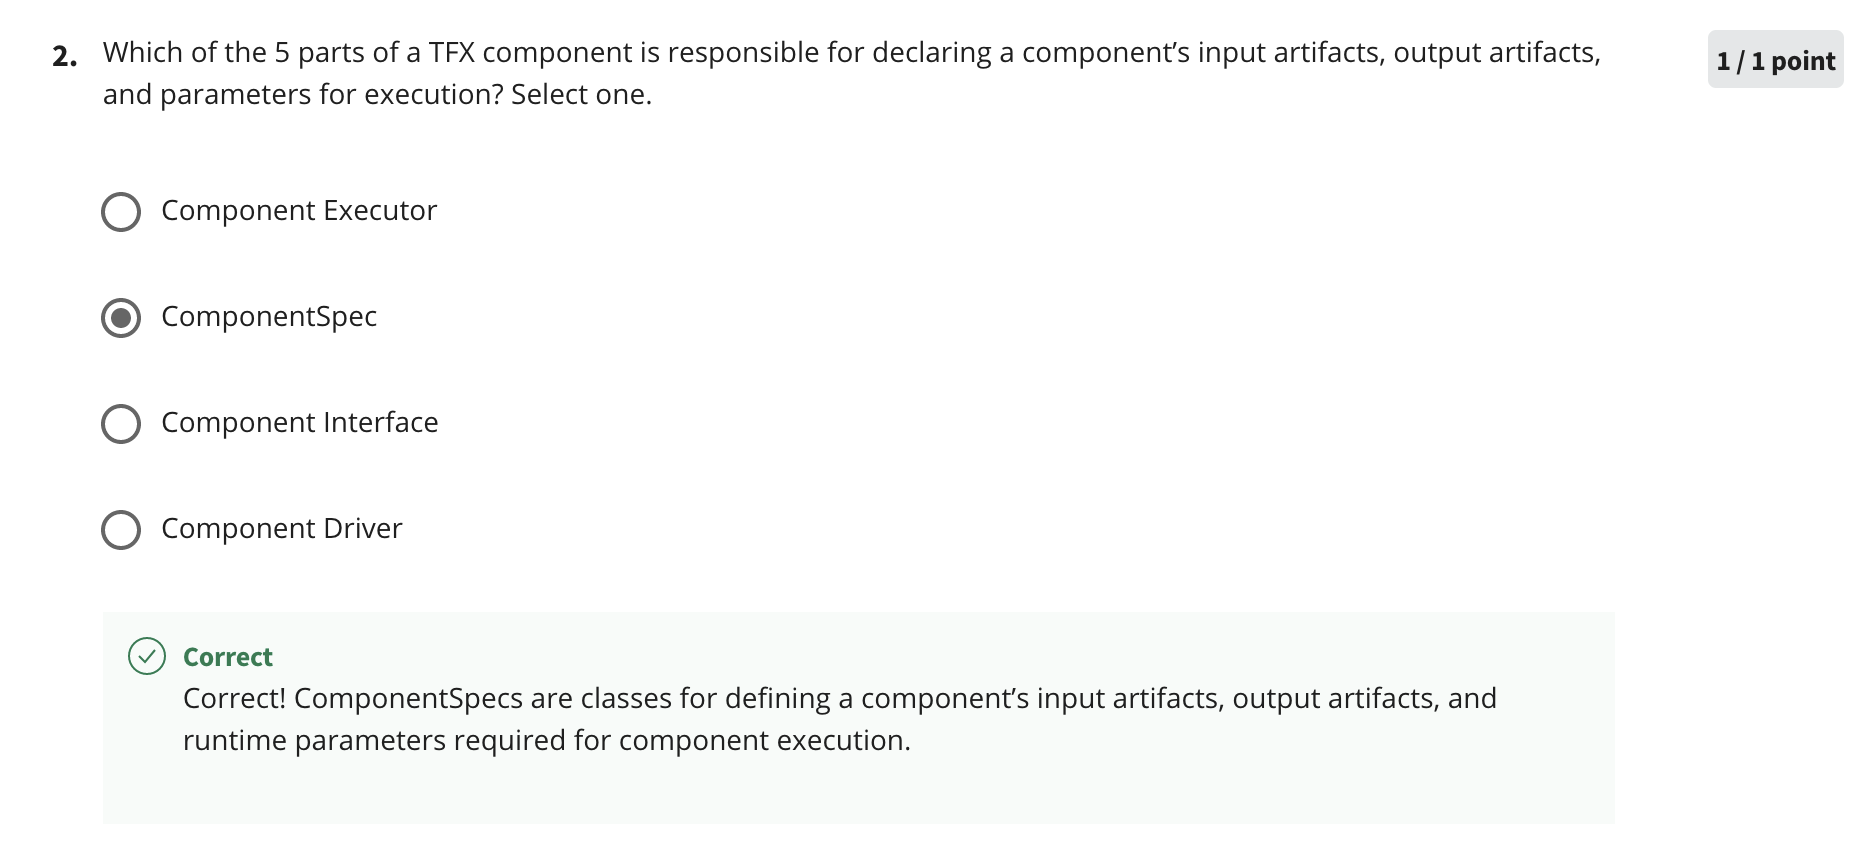 2. Which of the 5 parts of a TFX component is responsible for declaring a component’s input artifacts, output artifacts, 1 / 1 point
and parameters for execution? Select one.
Component Executor
ComponentSpec
Component Interface
Component Driver
Correct
Correct! ComponentSpecs are classes for defining a component’s input artifacts, output artifacts, and
runtime parameters required for component execution.